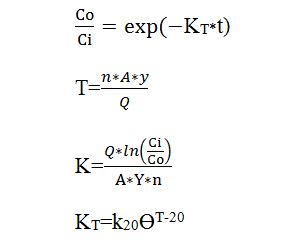 Co/Ci = exp(−KT*t)
T=n*A*y/Q
K=Q*ln(Ci/Co)/A*Y*n
KT=k20ϴT-20